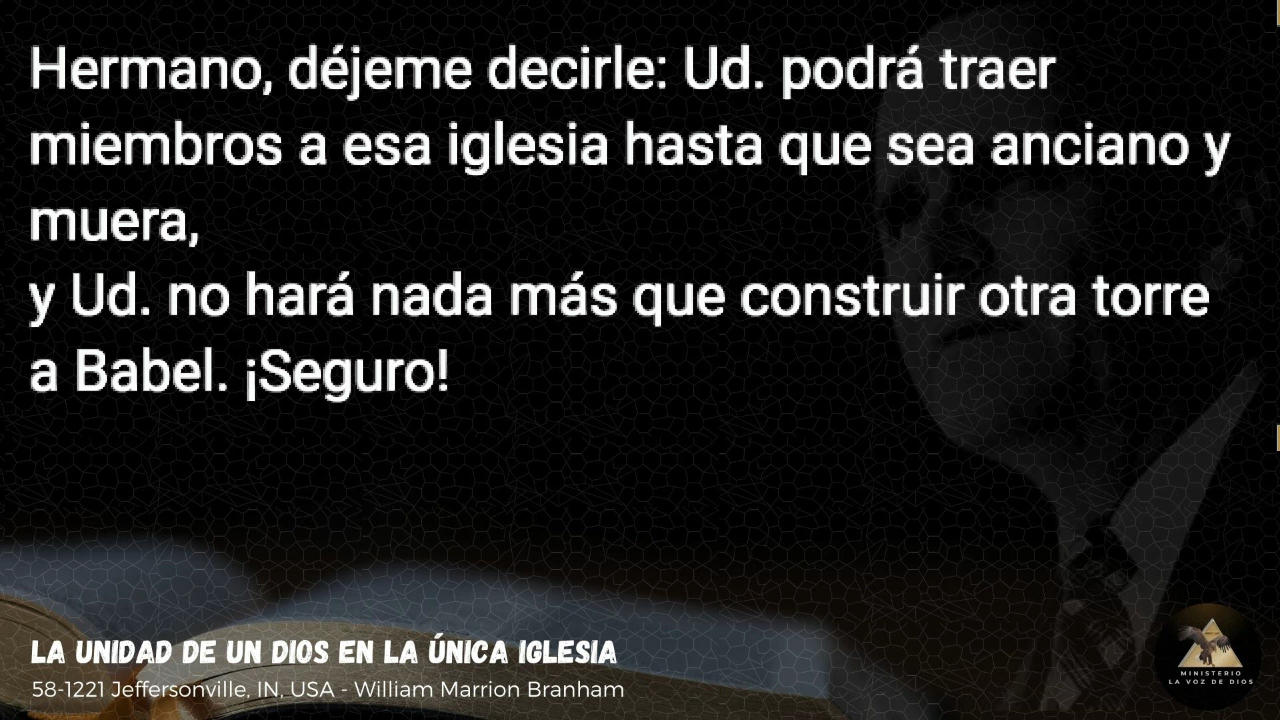 Hermano, déjeme decirle: Ud. podrá traer
miembros a esa iglesia hasta que sea anciano y
muera,
y Ud. no hará nada más que construir otra torre
a Babel. ¡Seguro!
LA UNIDAD DE UN DIOS EN LA ÚNICA IGLESIA
58-1221 Jeffersonville, IN, USA - William Marrion Branham
MINISTERIO
LA VOZ DE DIOS